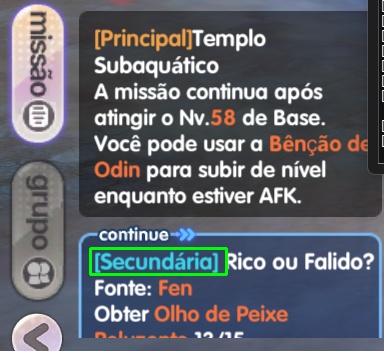 missão
[Principal]Templo
Subaquático
A missão continua após
atingir o Nv.58 de Base.
Você pode usar a Bênção de
Odin para subir de nível
enquanto estiver AFK.
grupo
continue
[Secundária] Rico ou Falido?
Fonte: Fen
Obter Olho de Peixe